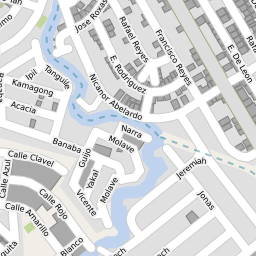 Jose Roxas
Rafael Reyes
Francisco Reyes
E. De Leon
E. Rodriguez
Ipil
Tanguile
Kamagong
Acacia
Nicanor Abelardo
Narra
Molave
Banaba
Guijo
Calle Clavel
Calle Azul
Yakal
Molave
Vicente
Jeremiah
Jonas
Calle Rojo
Calle Amarillo
Blanco